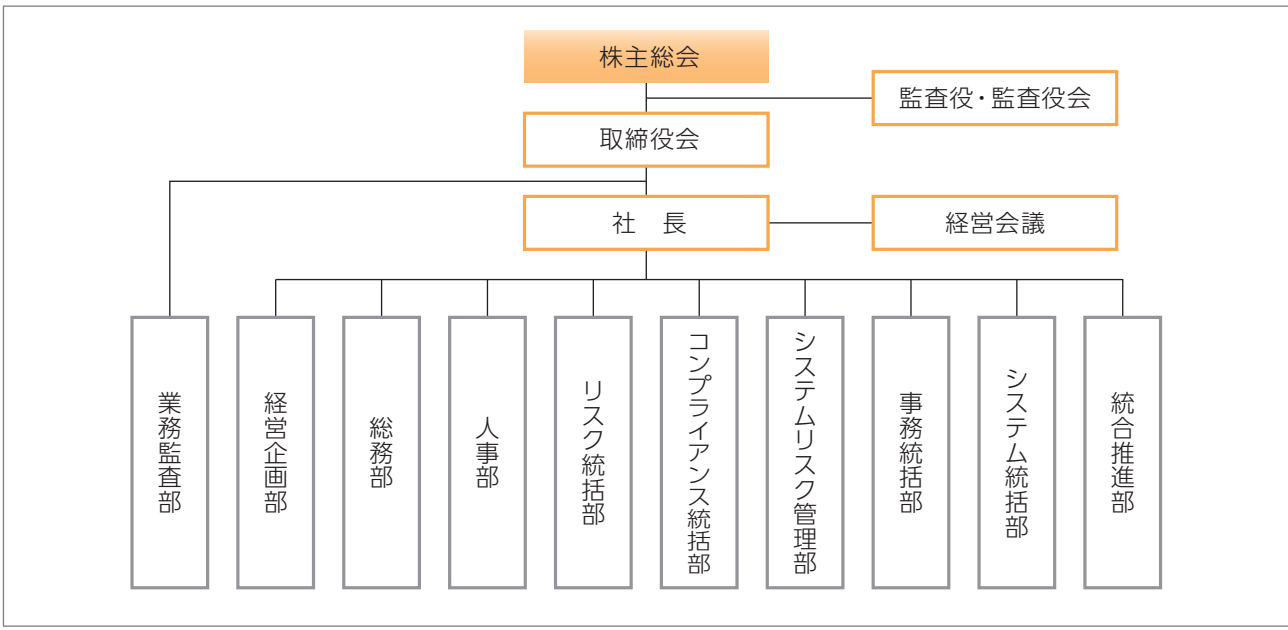 株主総会
監査役・監査役会
取締役会
社　長
経営会議
業務監査部
経営企画部
総務部
人事部
リスク統括部
コンプライアンス統括部
システムリスク管理部
事務統括部
システム統括部
統合推進部